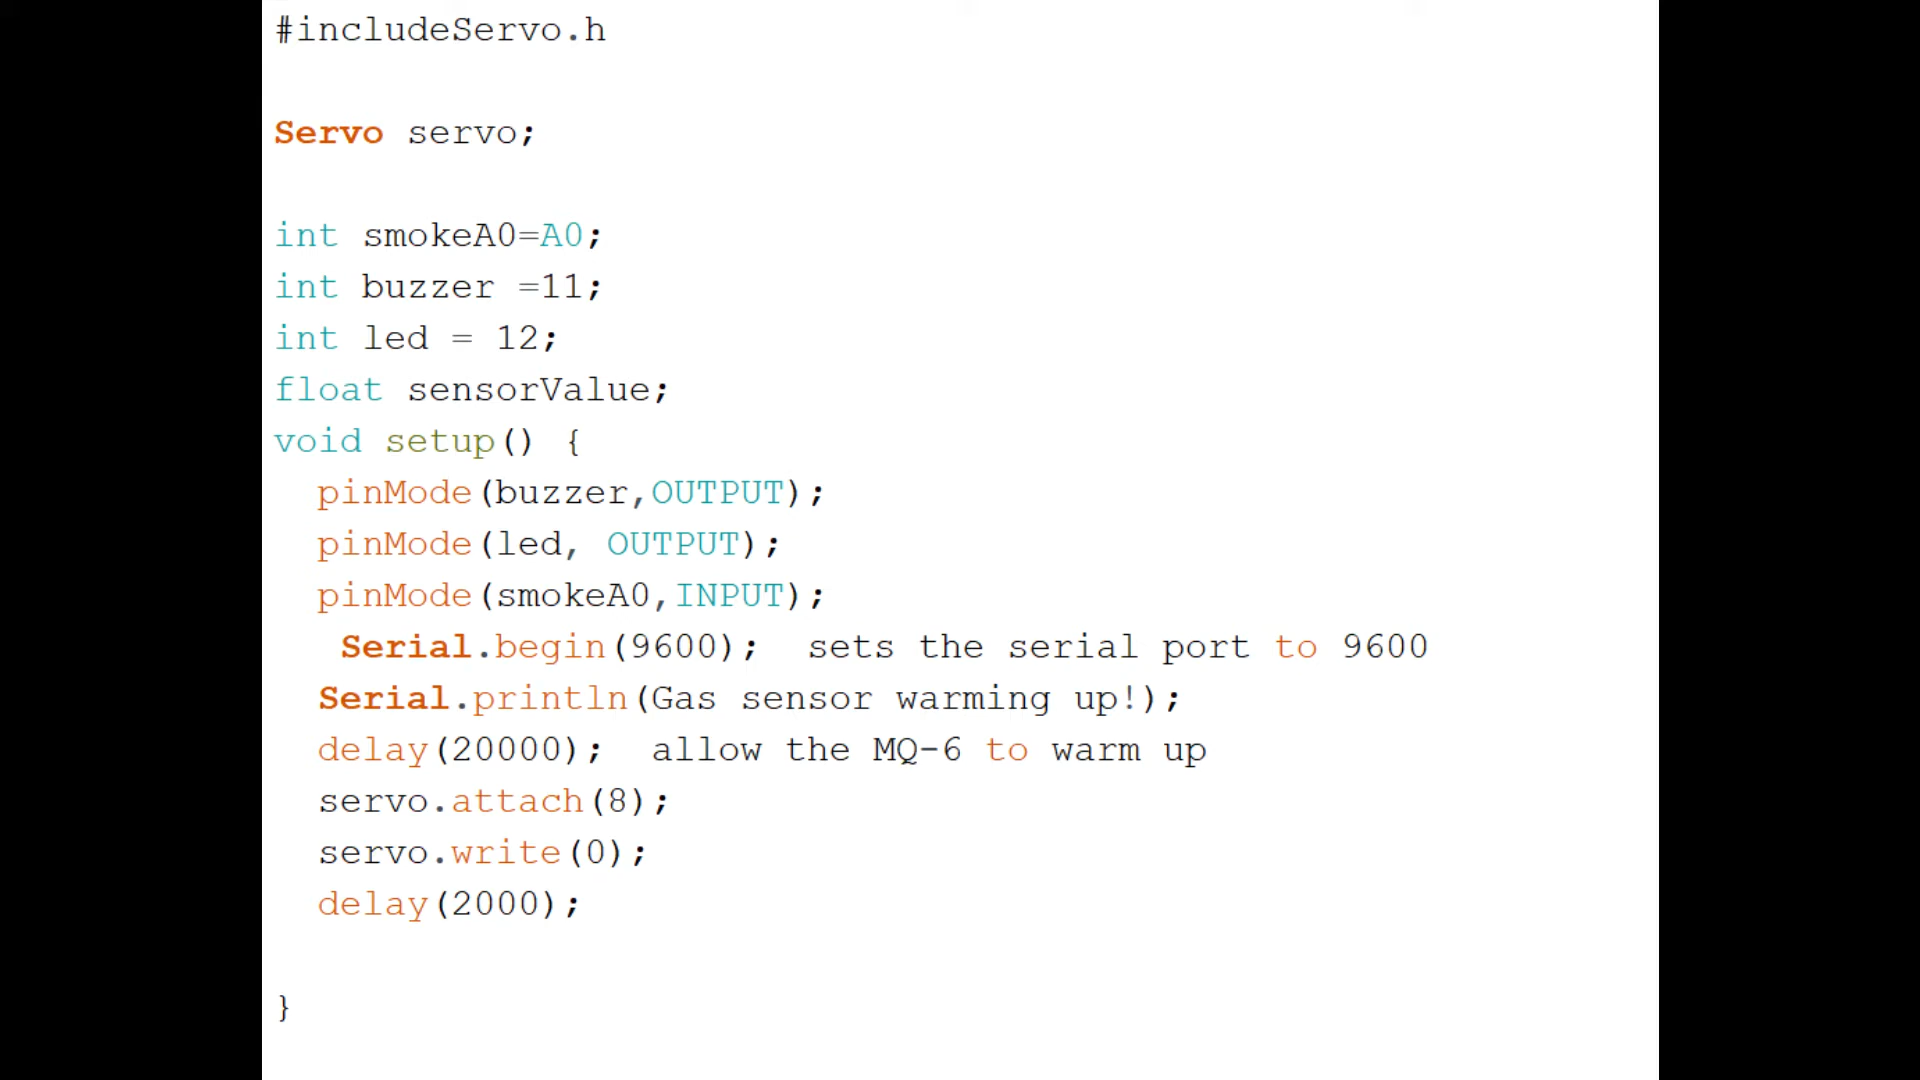 #includeServo.h
Servo servo;
int smokeA0=A0;
int buzzer =11;
int led = 12;
float sensorValue;
void setup() {
pinMode(buzzer,OUTPUT);
pinMode(led, OUTPUT);
pinMode(smokeA0,INPUT);
Serial.begin(9600);  sets the serial port to 9600
Serial.println(Gas sensor warming up!);
delay(20000);  allow the MQ-6 to warm up
servo.attach(8);
servo.write(0);
delay(2000);
}